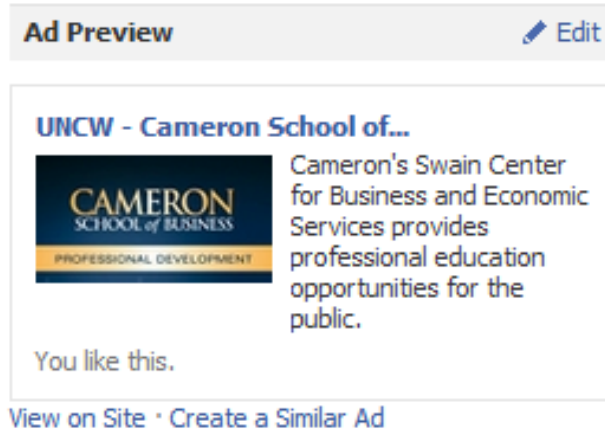 Ad Preview
Edit
UNCW - Cameron School of...
CAMERON
SCHOOL of BUSINESS
PROFESSIONAL DEVELOPMENT
Cameron's Swain Center
for Business and Economic
Services provides
professional education
opportunities for the
public.
You like this.
View on Site · Create a Similar Ad